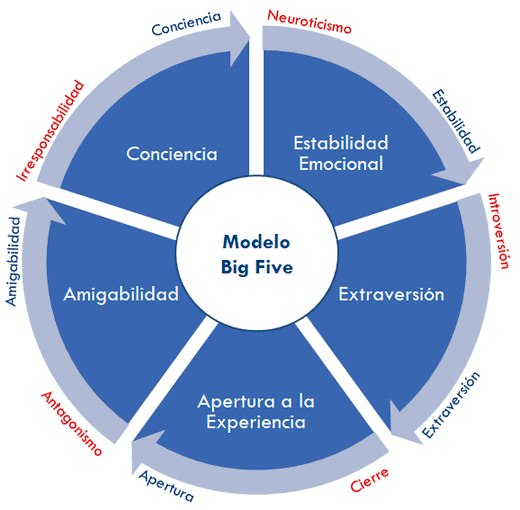 Conciencia
Neuroticismo
Irresponsabilidad
Estabilidad
Conciencia
Estabilidad
Emocional
Introversión
Amigabilidad
Modelo
Big Five
Amigabilidad
Extraversión
Apertura a la
Experiencia
Antagonismo
Extraversión
Apertura
Cierre